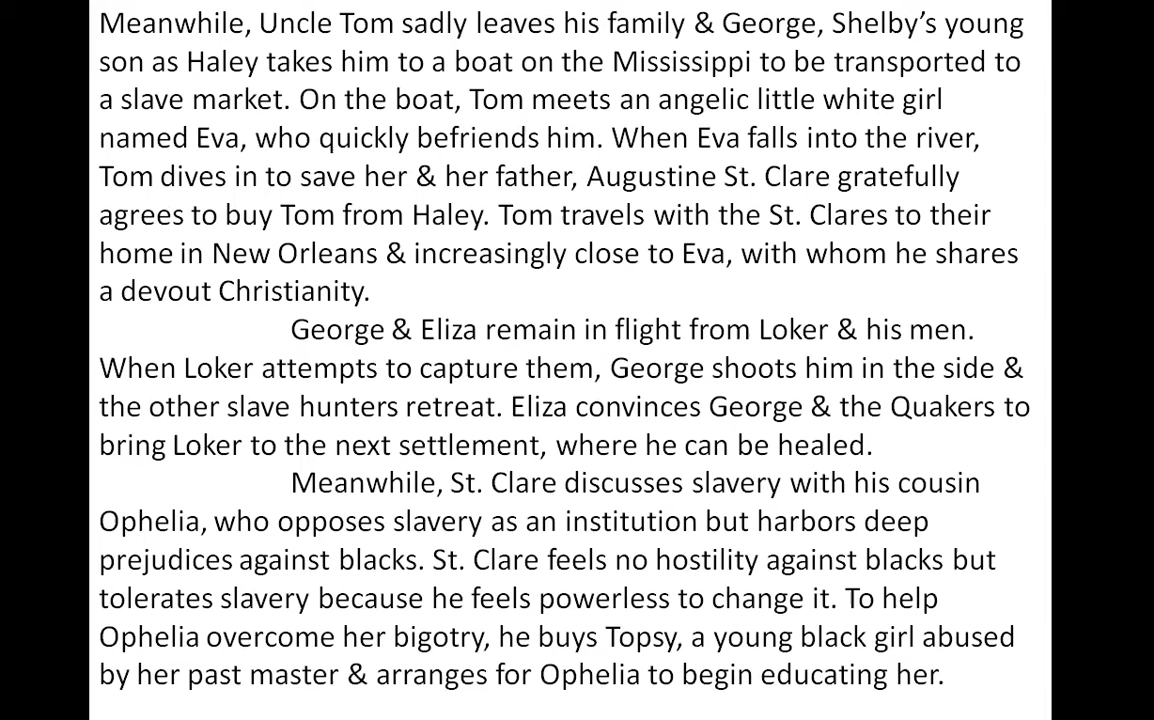 Meanwhile, Uncle Tom sadly leaves his family & George, Shelby’s young
son as Haley takes him to a boat on the Mississippi to be transported to
a slave market. On the boat, Tom meets an angelic little white girl
named Eva, who quickly befriends him. When Eva falls into the river,
Tom dives in to save her & her father, Augustine St. Clare gratefully
agrees to buy Tom from Haley. Tom travels with the St. Clares to their
home in New Orleans & increasingly close to Eva, with whom he shares
a devout Christianity.
George & Eliza remain in flight from Loker & his men.
When Loker attempts to capture them, George shoots him in the side &
the other slave hunters retreat. Eliza convinces George & the Quakers to
bring Loker to the next settlement, where he can be healed.
Meanwhile, St. Clare discusses slavery with his cousin
Ophelia, who opposes slavery as an institution but harbors deep
prejudices against blacks. St. Clare feels no hostility against blacks but
tolerates slavery because he feels powerless to change it. To help
Ophelia overcome her bigotry, he buys Topsy, a young black girl abused
by her past master & arranges for Ophelia to begin educating her.